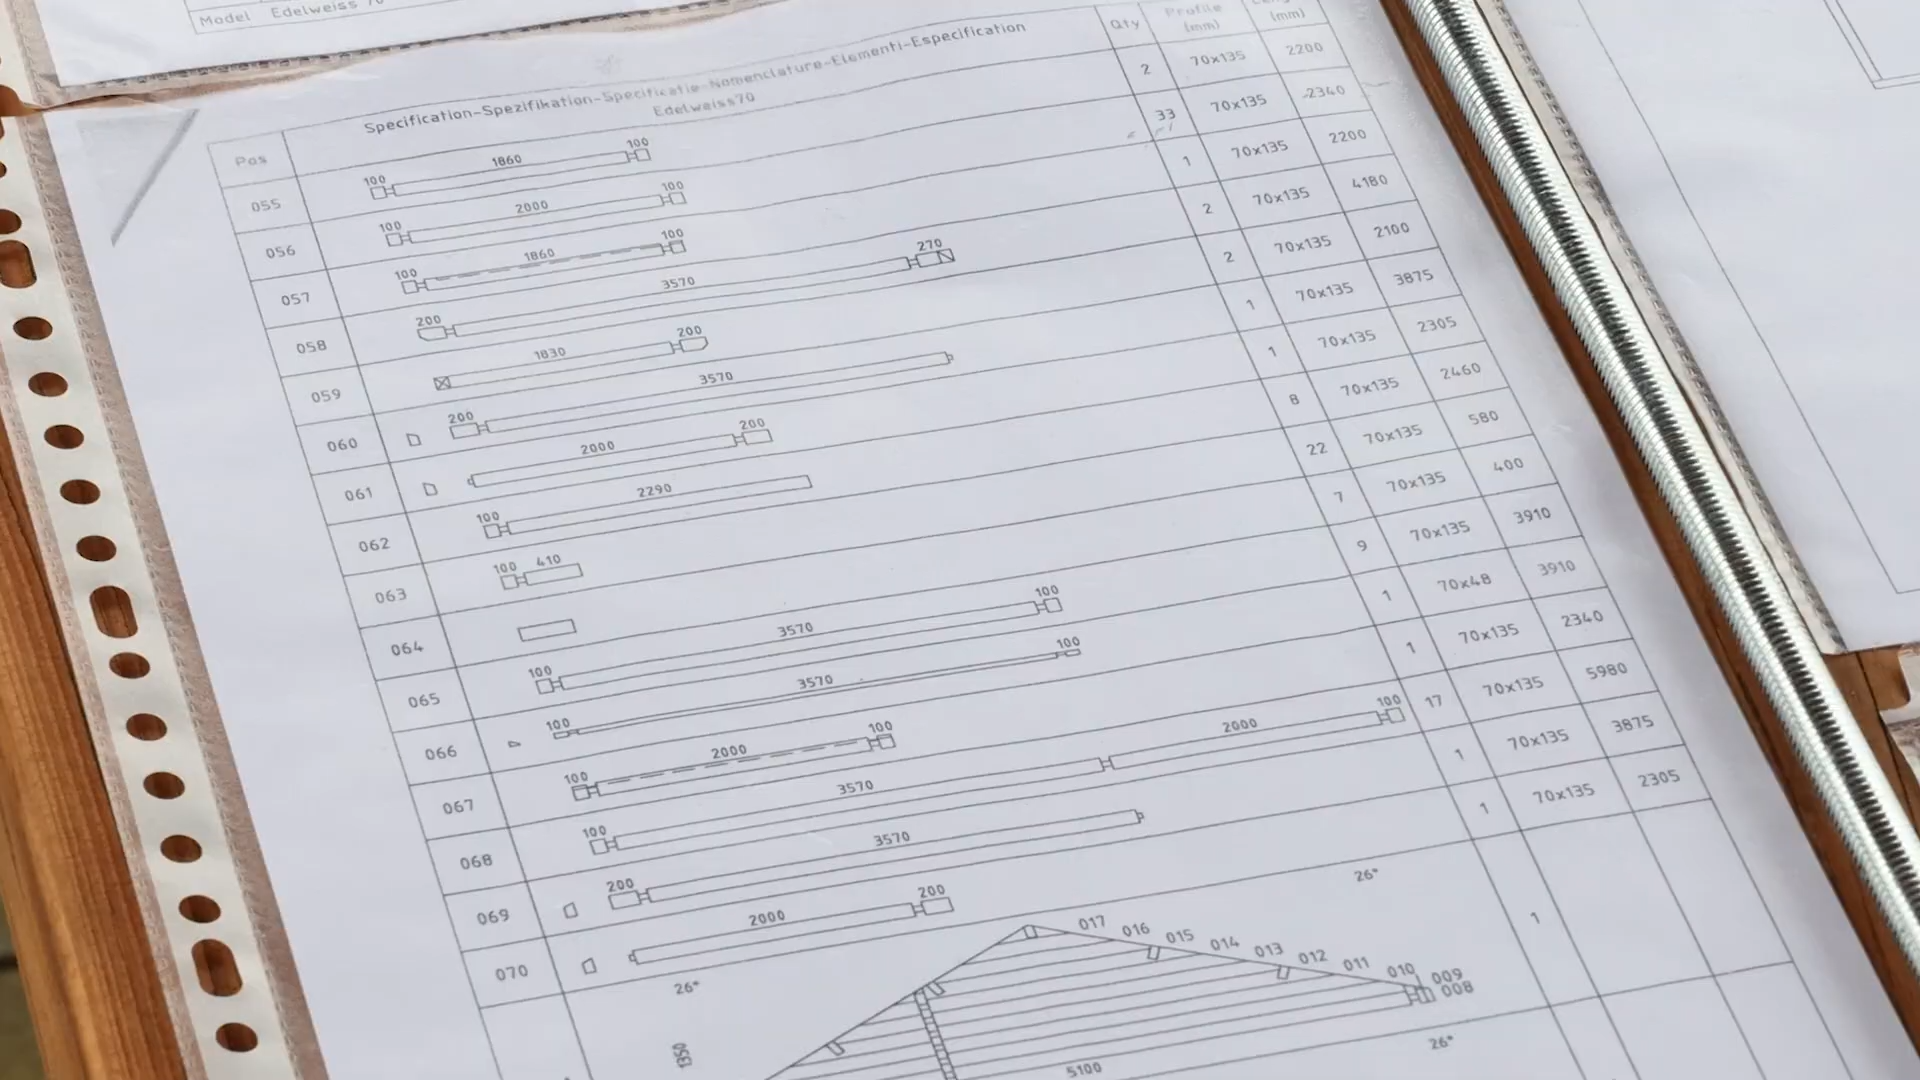 Model Edelweiss 70
Specification-Spezifikation-Specificatie-Nomenclature-Elementi-Especification
Edelweiss70
Pos Qty Profile (mm) (mm)
055 100 1860 100 2 70x135 2200
056 100 2000 100 33 70x135 2340
057 100 1860 100 1 70x135 2200
058 200 3570 270 2 70x135 4180
059 1830 200 2 70x135 2100
060 200 3570 1 70x135 3875
061 2000 200 1 70x135 2305
062 100 2290 8 70x135 2460
063 100 410 22 70x135 580
064 7 70x135 400
065 100 3570 100 9 70x135 3910
066 100 3570 100 1 70x48 3910
067 100 2000 100 1 70x135 2340
068 100 3570 2000 100 17 70x135 5980
069 200 3570 1 70x135 3875
070 2000 200 1 70x135 2305
26° 26° 1
017 016 015 014 013 012 011 010 009
008
1350 5100 26°